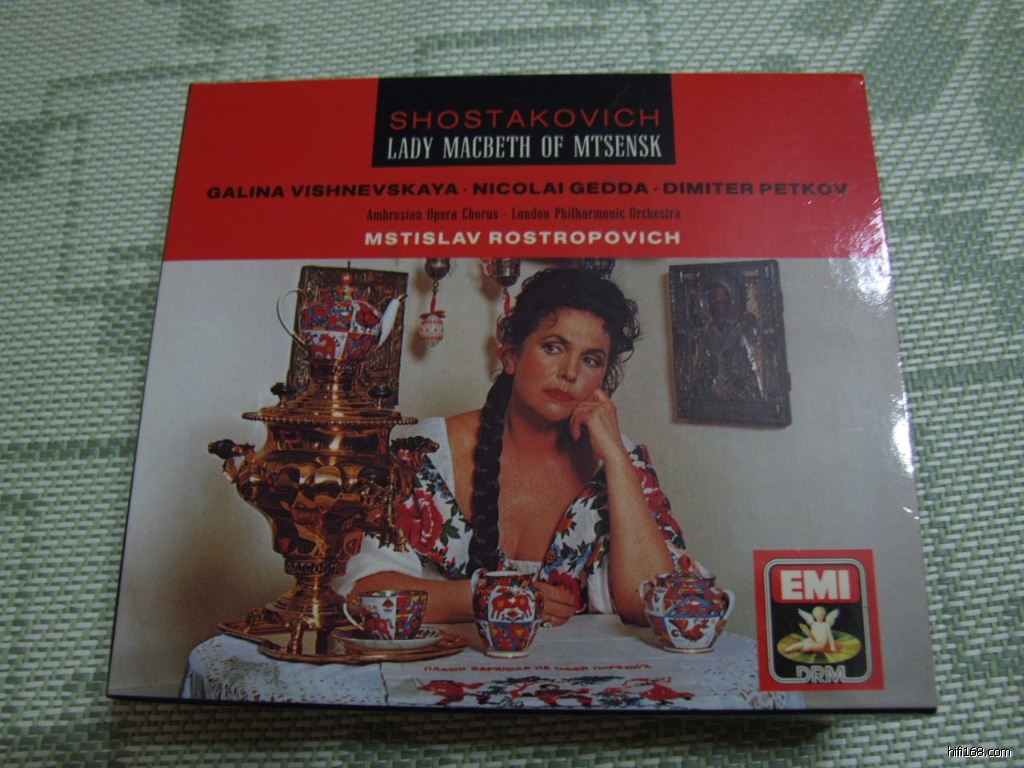 SHOSTAKOVICH
LADY MACBETH OF MTSENSK
GALINA VISHNEVSKAYA · NICOLAI GEDDA · DIMITER PETKOV
Ambrosian Opera Chorus - London Philharmonic Orchestra
MSTISLAV ROSTROPOVICH
EMI
DRM
hifi168.com